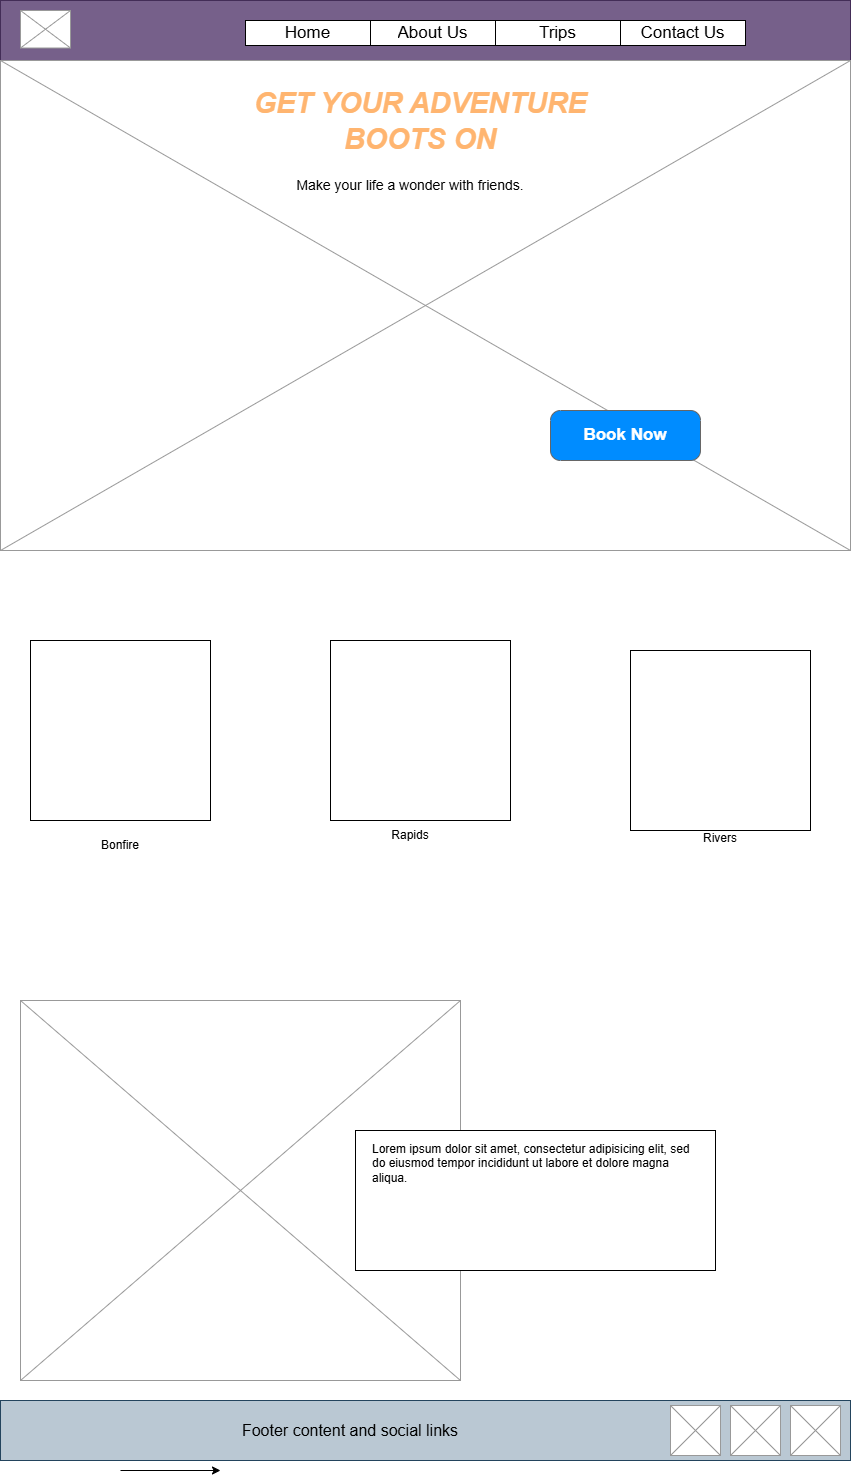 Home
About Us
Trips
Contact Us
GET YOUR ADVENTURE
BOOTS ON
Make your life a wonder with friends.
Book Now
Bonfire
Rapids
Rivers
Lorem ipsum dolor sit amet, consectetur adipisicing elit, sed
do eiusmod tempor incididunt ut labore et dolore magna
aliqua.
Footer content and social links